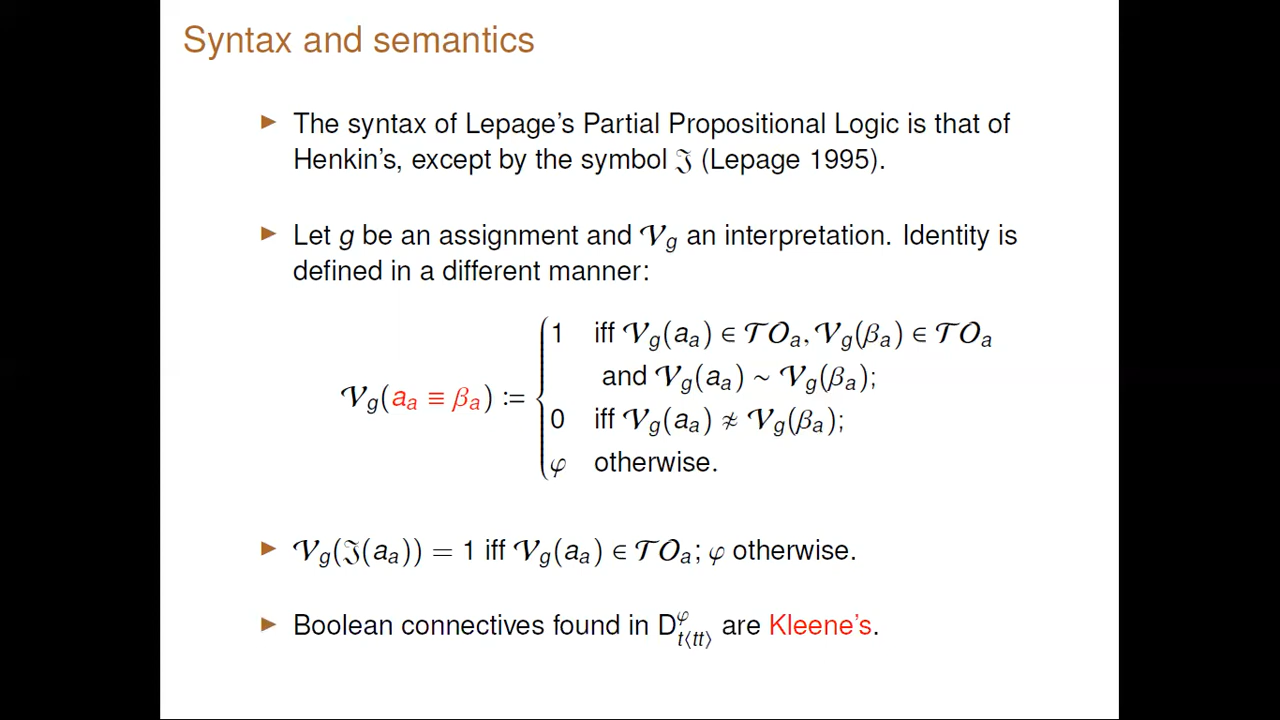 Syntax and semantics
▶ The syntax of Lepage's Partial Propositional Logic is that of
Henkin's, except by the symbol ℑ (Lepage 1995).
▶ Let g be an assignment and 𝒱g an interpretation. Identity is
defined in a different manner:
1 iff 𝒱g(aa) ∈ 𝒯𝒪a, 𝒱g(βa) ∈ 𝒯𝒪a
and 𝒱g(aa) ~ 𝒱g(βa);
𝒱g(aa ≡ βa) :=
0 iff 𝒱g(aa) ≁ 𝒱g(βa);
φ otherwise.
▶ 𝒱g(ℑ(aa)) = 1 iff 𝒱g(aa) ∈ 𝒯𝒪a; φ otherwise.
▶ Boolean connectives found in D^φ_t⟨tt⟩ are Kleene's.